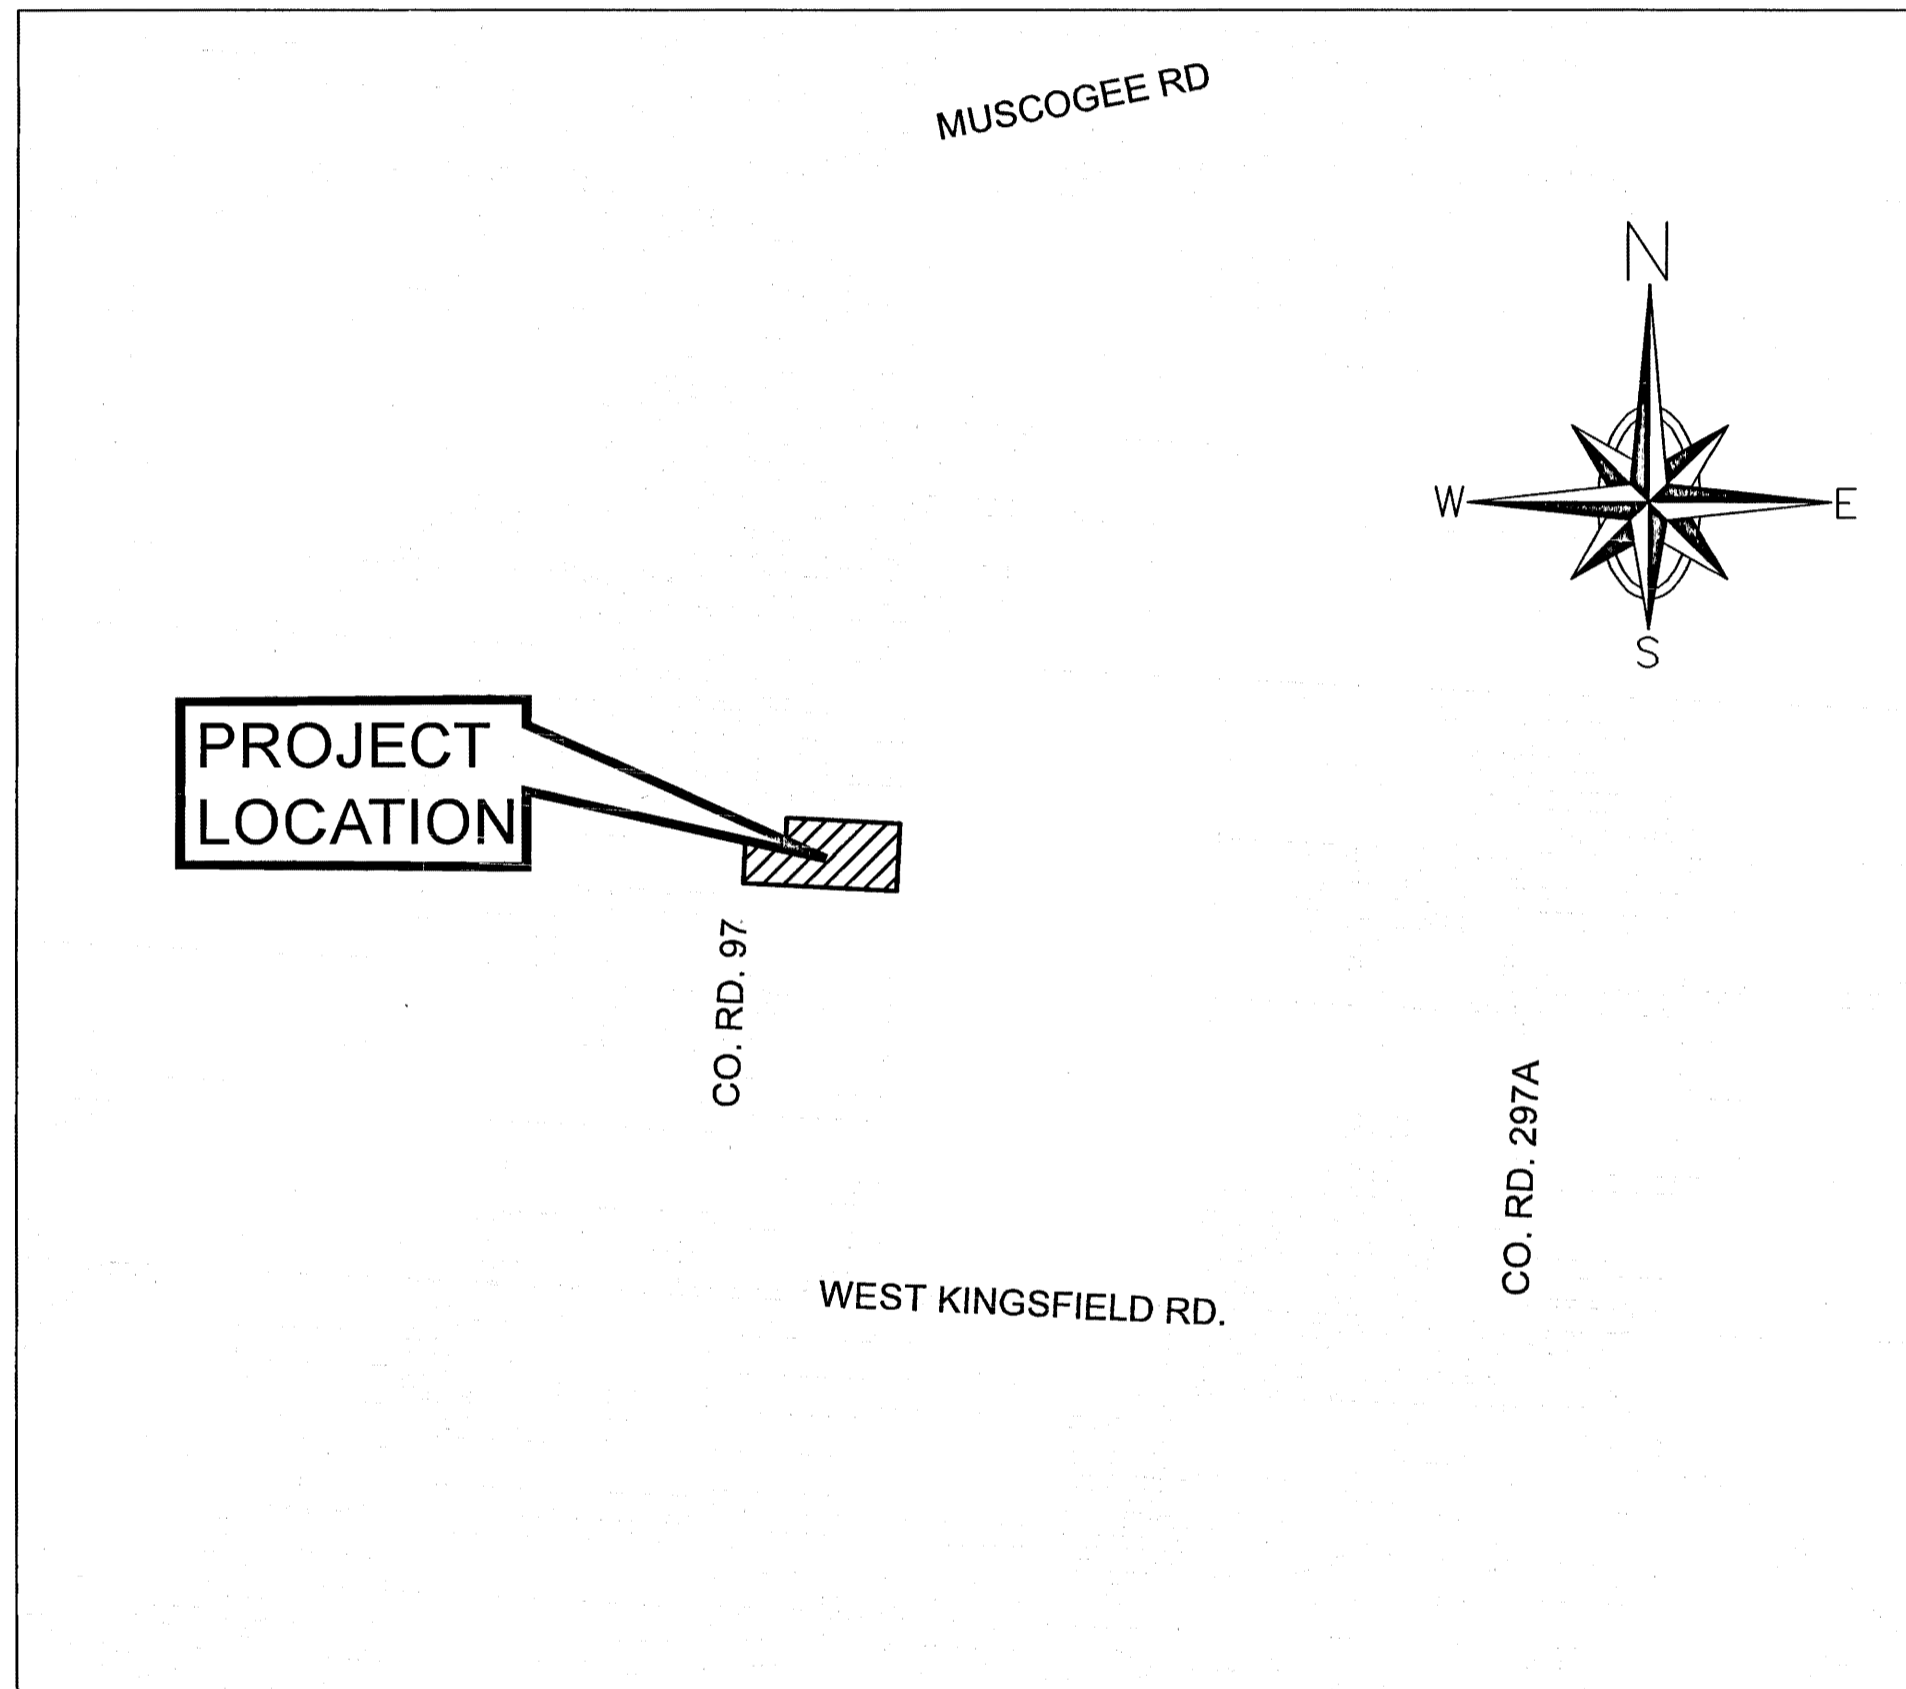 MUSCOGEE RD
N
W
E
S
PROJECT
LOCATION
CO. RD. 97
CO. RD. 297A
WEST KINGSFIELD RD.